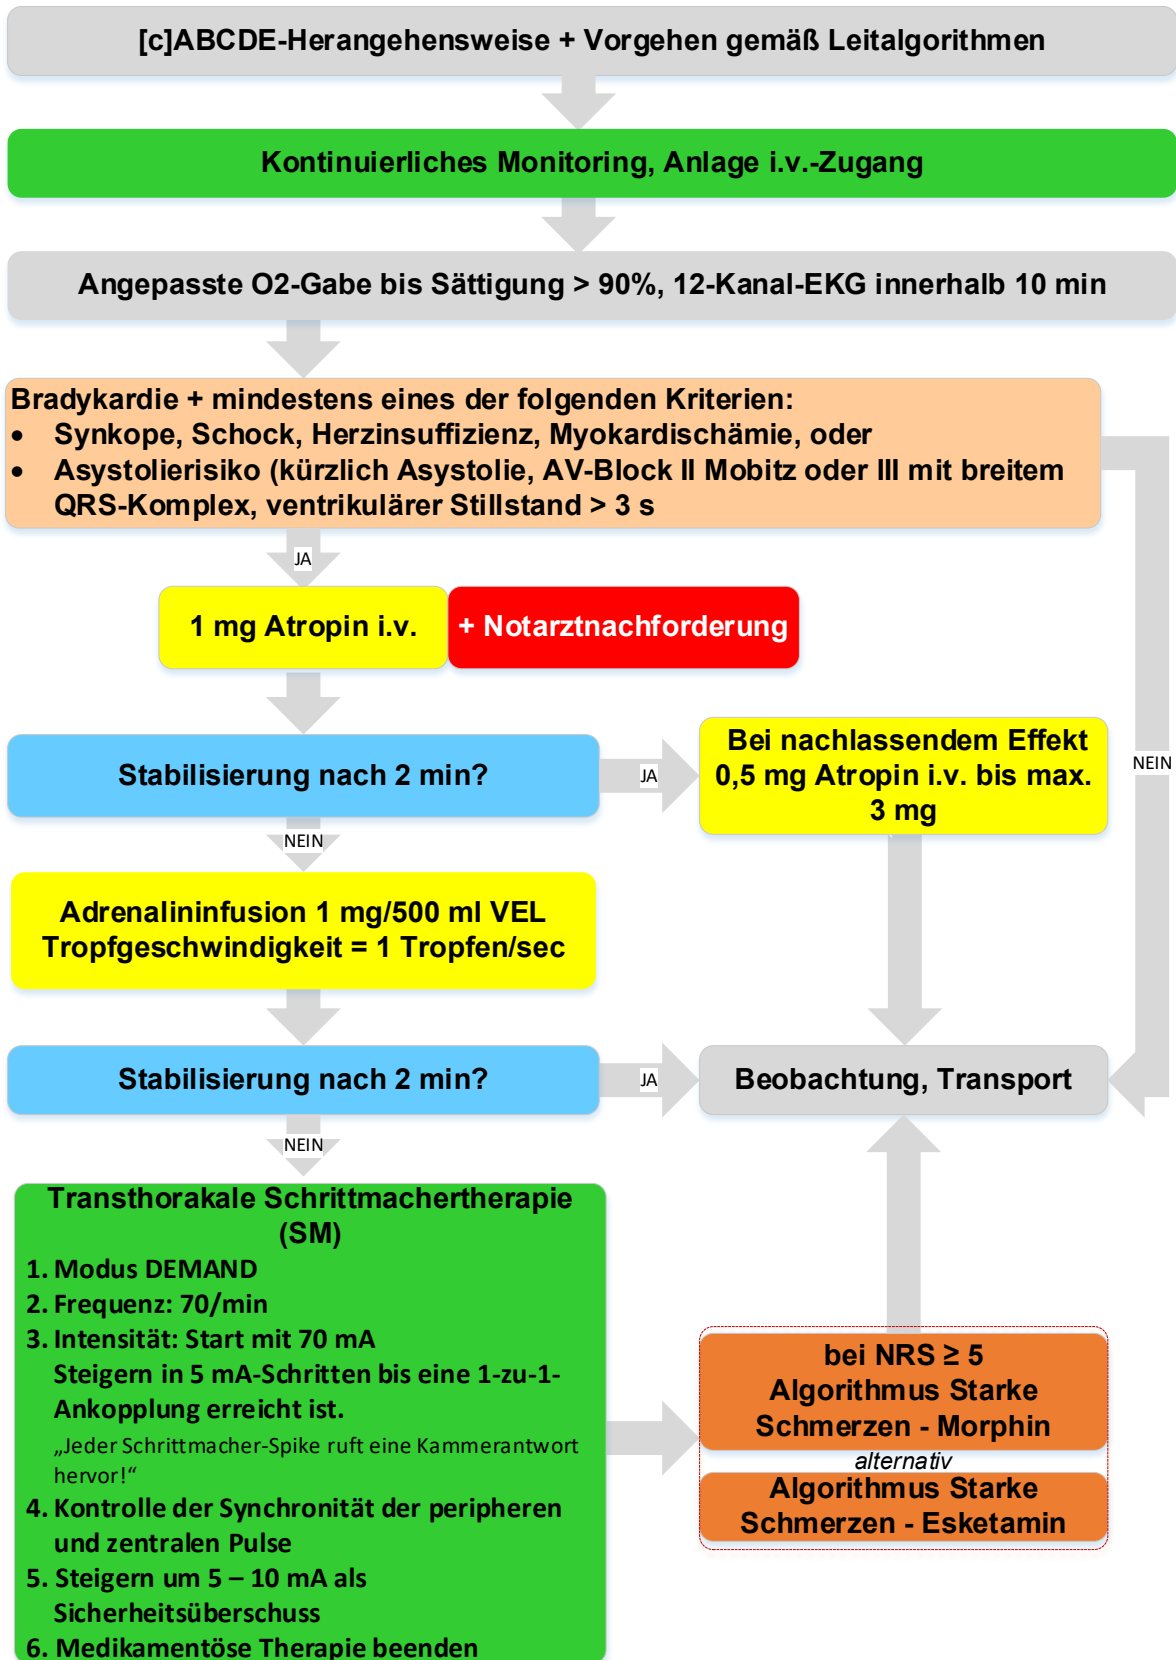 [c]ABCDE-Herangehensweise + Vorgehen gemäß Leitalgorithmen
Kontinuierliches Monitoring, Anlage i.v.-Zugang
Angepasste O2-Gabe bis Sättigung > 90%, 12-Kanal-EKG innerhalb 10 min
Bradykardie + mindestens eines der folgenden Kriterien:
• Synkope, Schock, Herzinsuffizienz, Myokardischämie, oder
• Asystolierisiko (kürzlich Asystolie, AV-Block II Mobitz oder III mit breitem
QRS-Komplex, ventrikulärer Stillstand > 3 s
JA
1 mg Atropin i.v.
+ Notarztnachforderung
Stabilisierung nach 2 min?
JA
Bei nachlassendem Effekt
0,5 mg Atropin i.v. bis max.
3 mg
NEIN
NEIN
Adrenalininfusion 1 mg/500 ml VEL
Tropfgeschwindigkeit = 1 Tropfen/sec
Stabilisierung nach 2 min?
JA
Beobachtung, Transport
NEIN
Transthorakale Schrittmachertherapie
(SM)
1. Modus DEMAND
2. Frequenz: 70/min
3. Intensität: Start mit 70 mA
Steigern in 5 mA-Schritten bis eine 1-zu-1-
Ankopplung erreicht ist.
„Jeder Schrittmacher-Spike ruft eine Kammerantwort
hervor!“
4. Kontrolle der Synchronität der peripheren
und zentralen Pulse
5. Steigern um 5 – 10 mA als
Sicherheitsüberschuss
6. Medikamentöse Therapie beenden
bei NRS ≥ 5
Algorithmus Starke
Schmerzen - Morphin
alternativ
Algorithmus Starke
Schmerzen - Esketamin